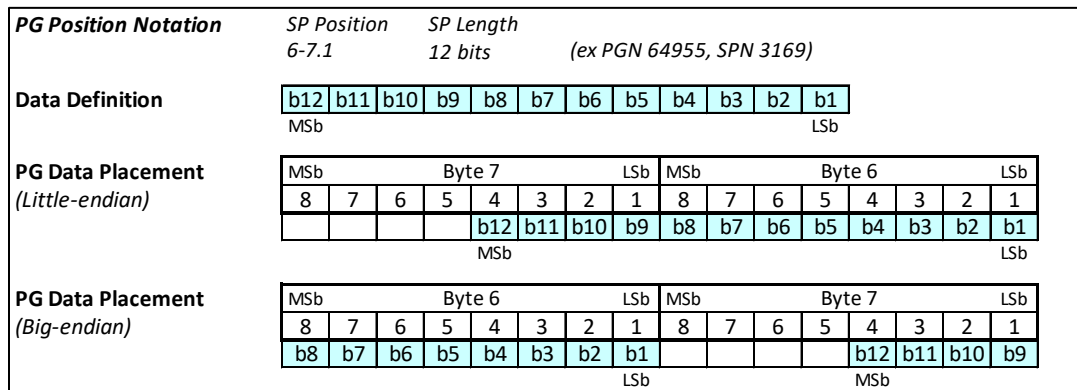 PG Position Notation SP Position SP Length
6-7.1 12 bits (ex PGN 64955, SPN 3169)
Data Definition b12 b11 b10 b9 b8 b7 b6 b5 b4 b3 b2 b1
MSb LSb
PG Data Placement MSb Byte 7 LSb MSb Byte 6 LSb
(Little-endian) 8 7 6 5 4 3 2 1 8 7 6 5 4 3 2 1
b12 b11 b10 b9 b8 b7 b6 b5 b4 b3 b2 b1
MSb LSb
PG Data Placement MSb Byte 6 LSb MSb Byte 7 LSb
(Big-endian) 8 7 6 5 4 3 2 1 8 7 6 5 4 3 2 1
b8 b7 b6 b5 b4 b3 b2 b1 b12 b11 b10 b9
LSb MSb